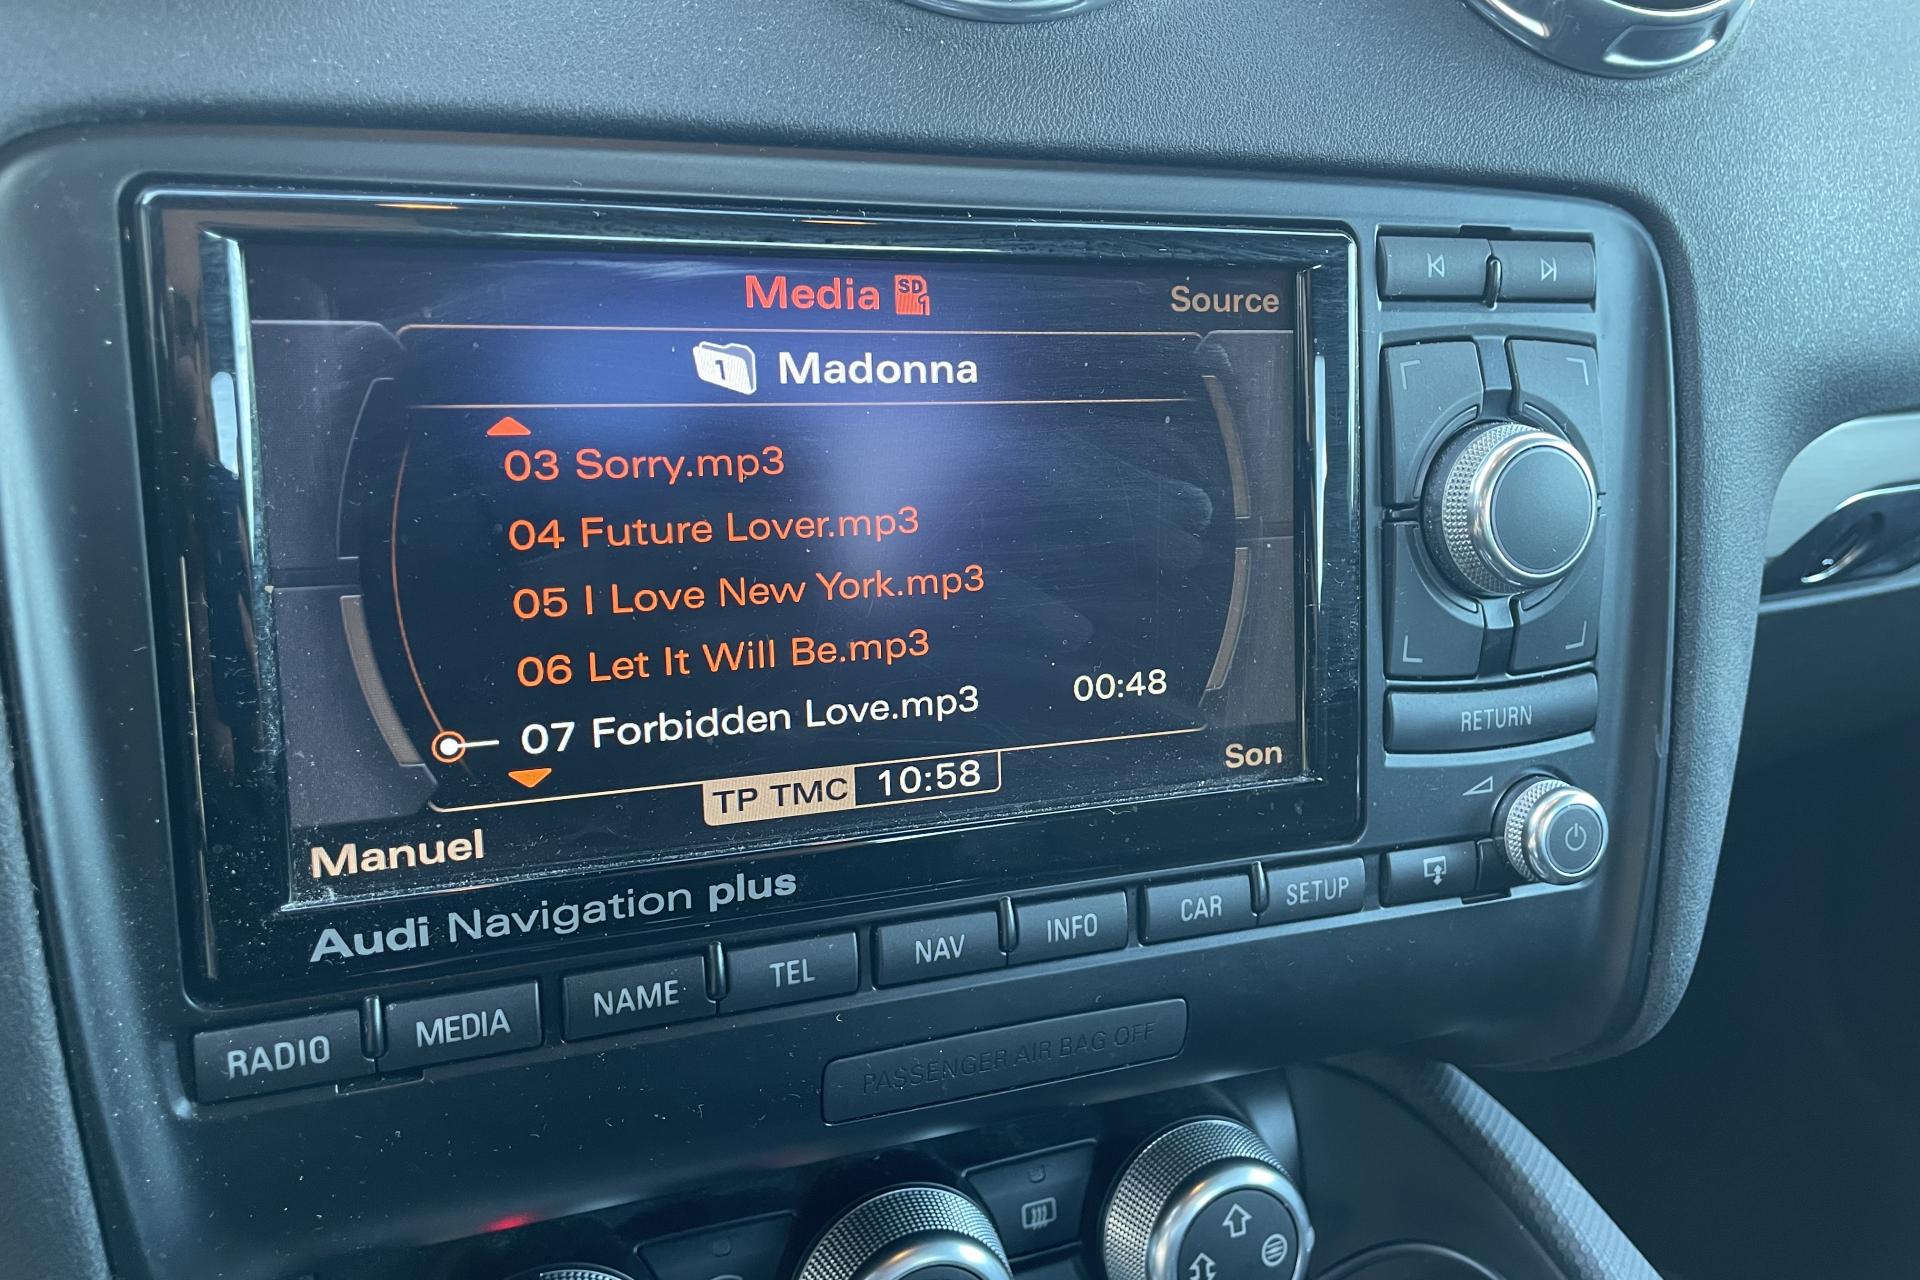 Media SD 1
Source
1 Madonna
03 Sorry.mp3
04 Future Lover.mp3
05 I Love New York.mp3
06 Let It Will Be.mp3
07 Forbidden Love.mp3 00:48
TP TMC 10:58
Son
Manuel
Audi Navigation plus
RETURN
RADIO MEDIA NAME TEL NAV INFO CAR SETUP
PASSENGER AIR BAG OFF